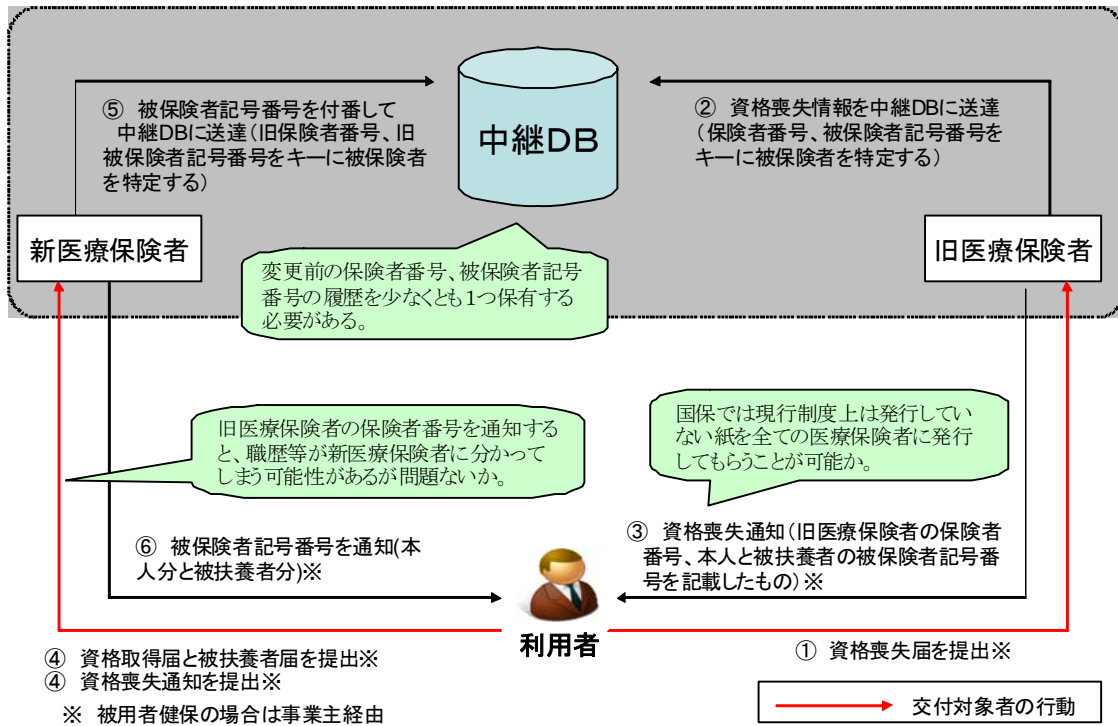 ⑤ 被保険者記号番号を付番して
中継DBに送達(旧保険者番号、旧
被保険者記号番号をキーに被保険者
を特定する)
中継DB
② 資格喪失情報を中継DBに送達
(保険者番号、被保険者記号番号を
キーに被保険者を特定する)
新医療保険者
旧医療保険者
変更前の保険者番号、被保険者記号
番号の履歴を少なくとも1つ保有する
必要がある。
旧医療保険者の保険者番号を通知する
と、職歴等が新医療保険者に分かって
しまう可能性があるが問題ないか。
国保では現行制度上は発行してい
ない紙を全ての医療保険者に発行
してもらうことが可能か。
⑥ 被保険者記号番号を通知(本
人分と被扶養者分)※
③ 資格喪失通知(旧医療保険者の保険者
番号、本人と被扶養者の被保険者記号番
号を記載したもの)※
利用者
④ 資格取得届と被扶養者届を提出※
④ 資格喪失通知を提出※
※ 被用者健保の場合は事業主経由
① 資格喪失届を提出※
交付対象者の行動